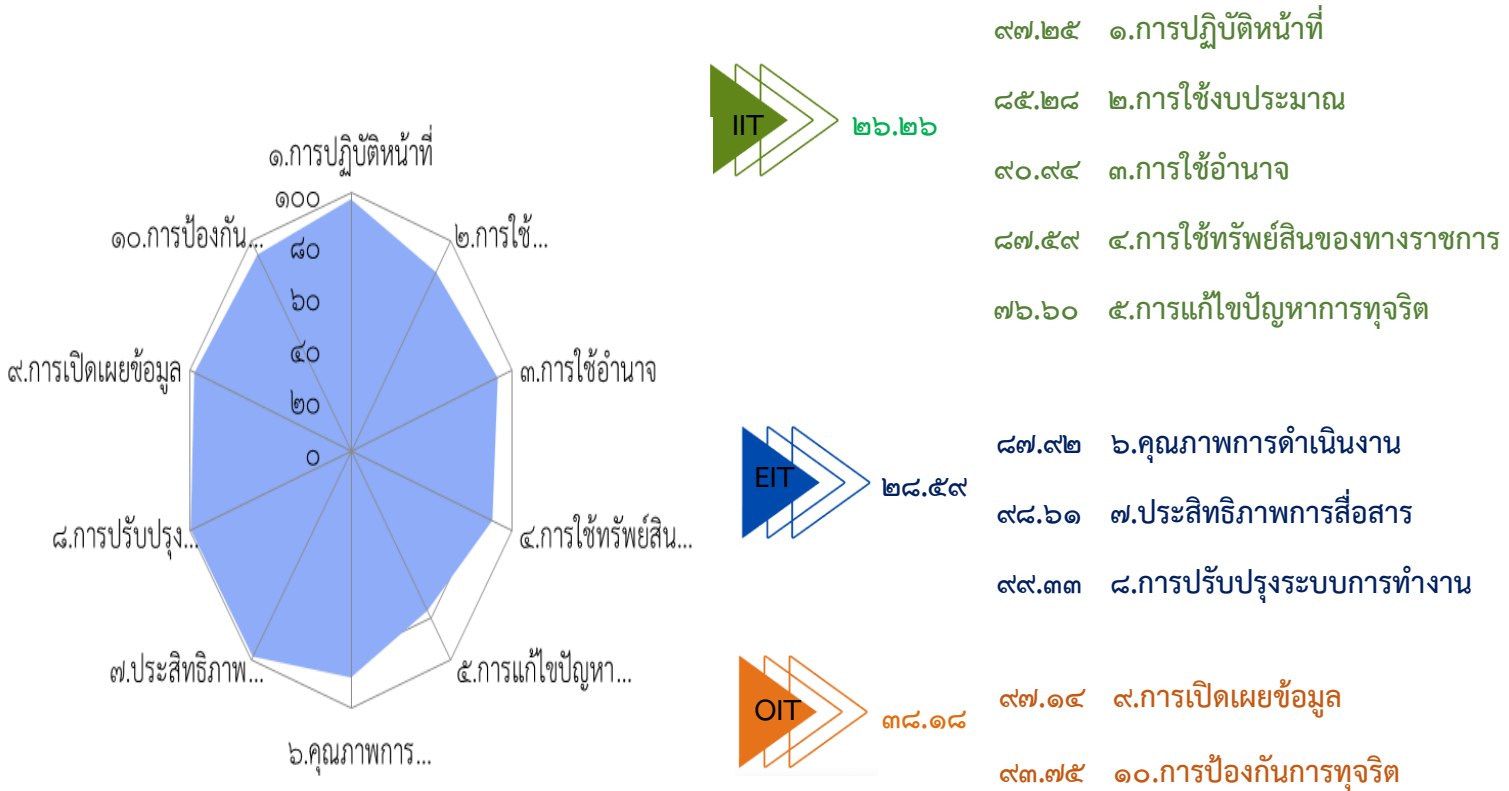 ๑.การปฏิบัติหน้าที่
๑๐๐
๘๐
๖๐
๔๐
๒๐
๐
๒.การใช้...
๓.การใช้อำนาจ
๔.การใช้ทรัพย์สิน...
๕.การแก้ไขปัญหา...
๖.คุณภาพการ...
๗.ประสิทธิภาพ...
๘.การปรับปรุง...
๙.การเปิดเผยข้อมูล
๑๐.การป้องกัน...
IIT ๒๖.๒๖
๙๗.๒๕ ๑.การปฏิบัติหน้าที่
๘๕.๒๘ ๒.การใช้งบประมาณ
๙๐.๙๔ ๓.การใช้อำนาจ
๘๗.๕๙ ๔.การใช้ทรัพย์สินของทางราชการ
๗๖.๖๐ ๕.การแก้ไขปัญหาการทุจริต
EIT ๒๘.๕๙
๘๗.๙๒ ๖.คุณภาพการดำเนินงาน
๙๘.๖๑ ๗.ประสิทธิภาพการสื่อสาร
๙๙.๓๓ ๘.การปรับปรุงระบบการทำงาน
OIT ๓๘.๑๘
๙๗.๑๔ ๙.การเปิดเผยข้อมูล
๙๓.๗๕ ๑๐.การป้องกันการทุจริต